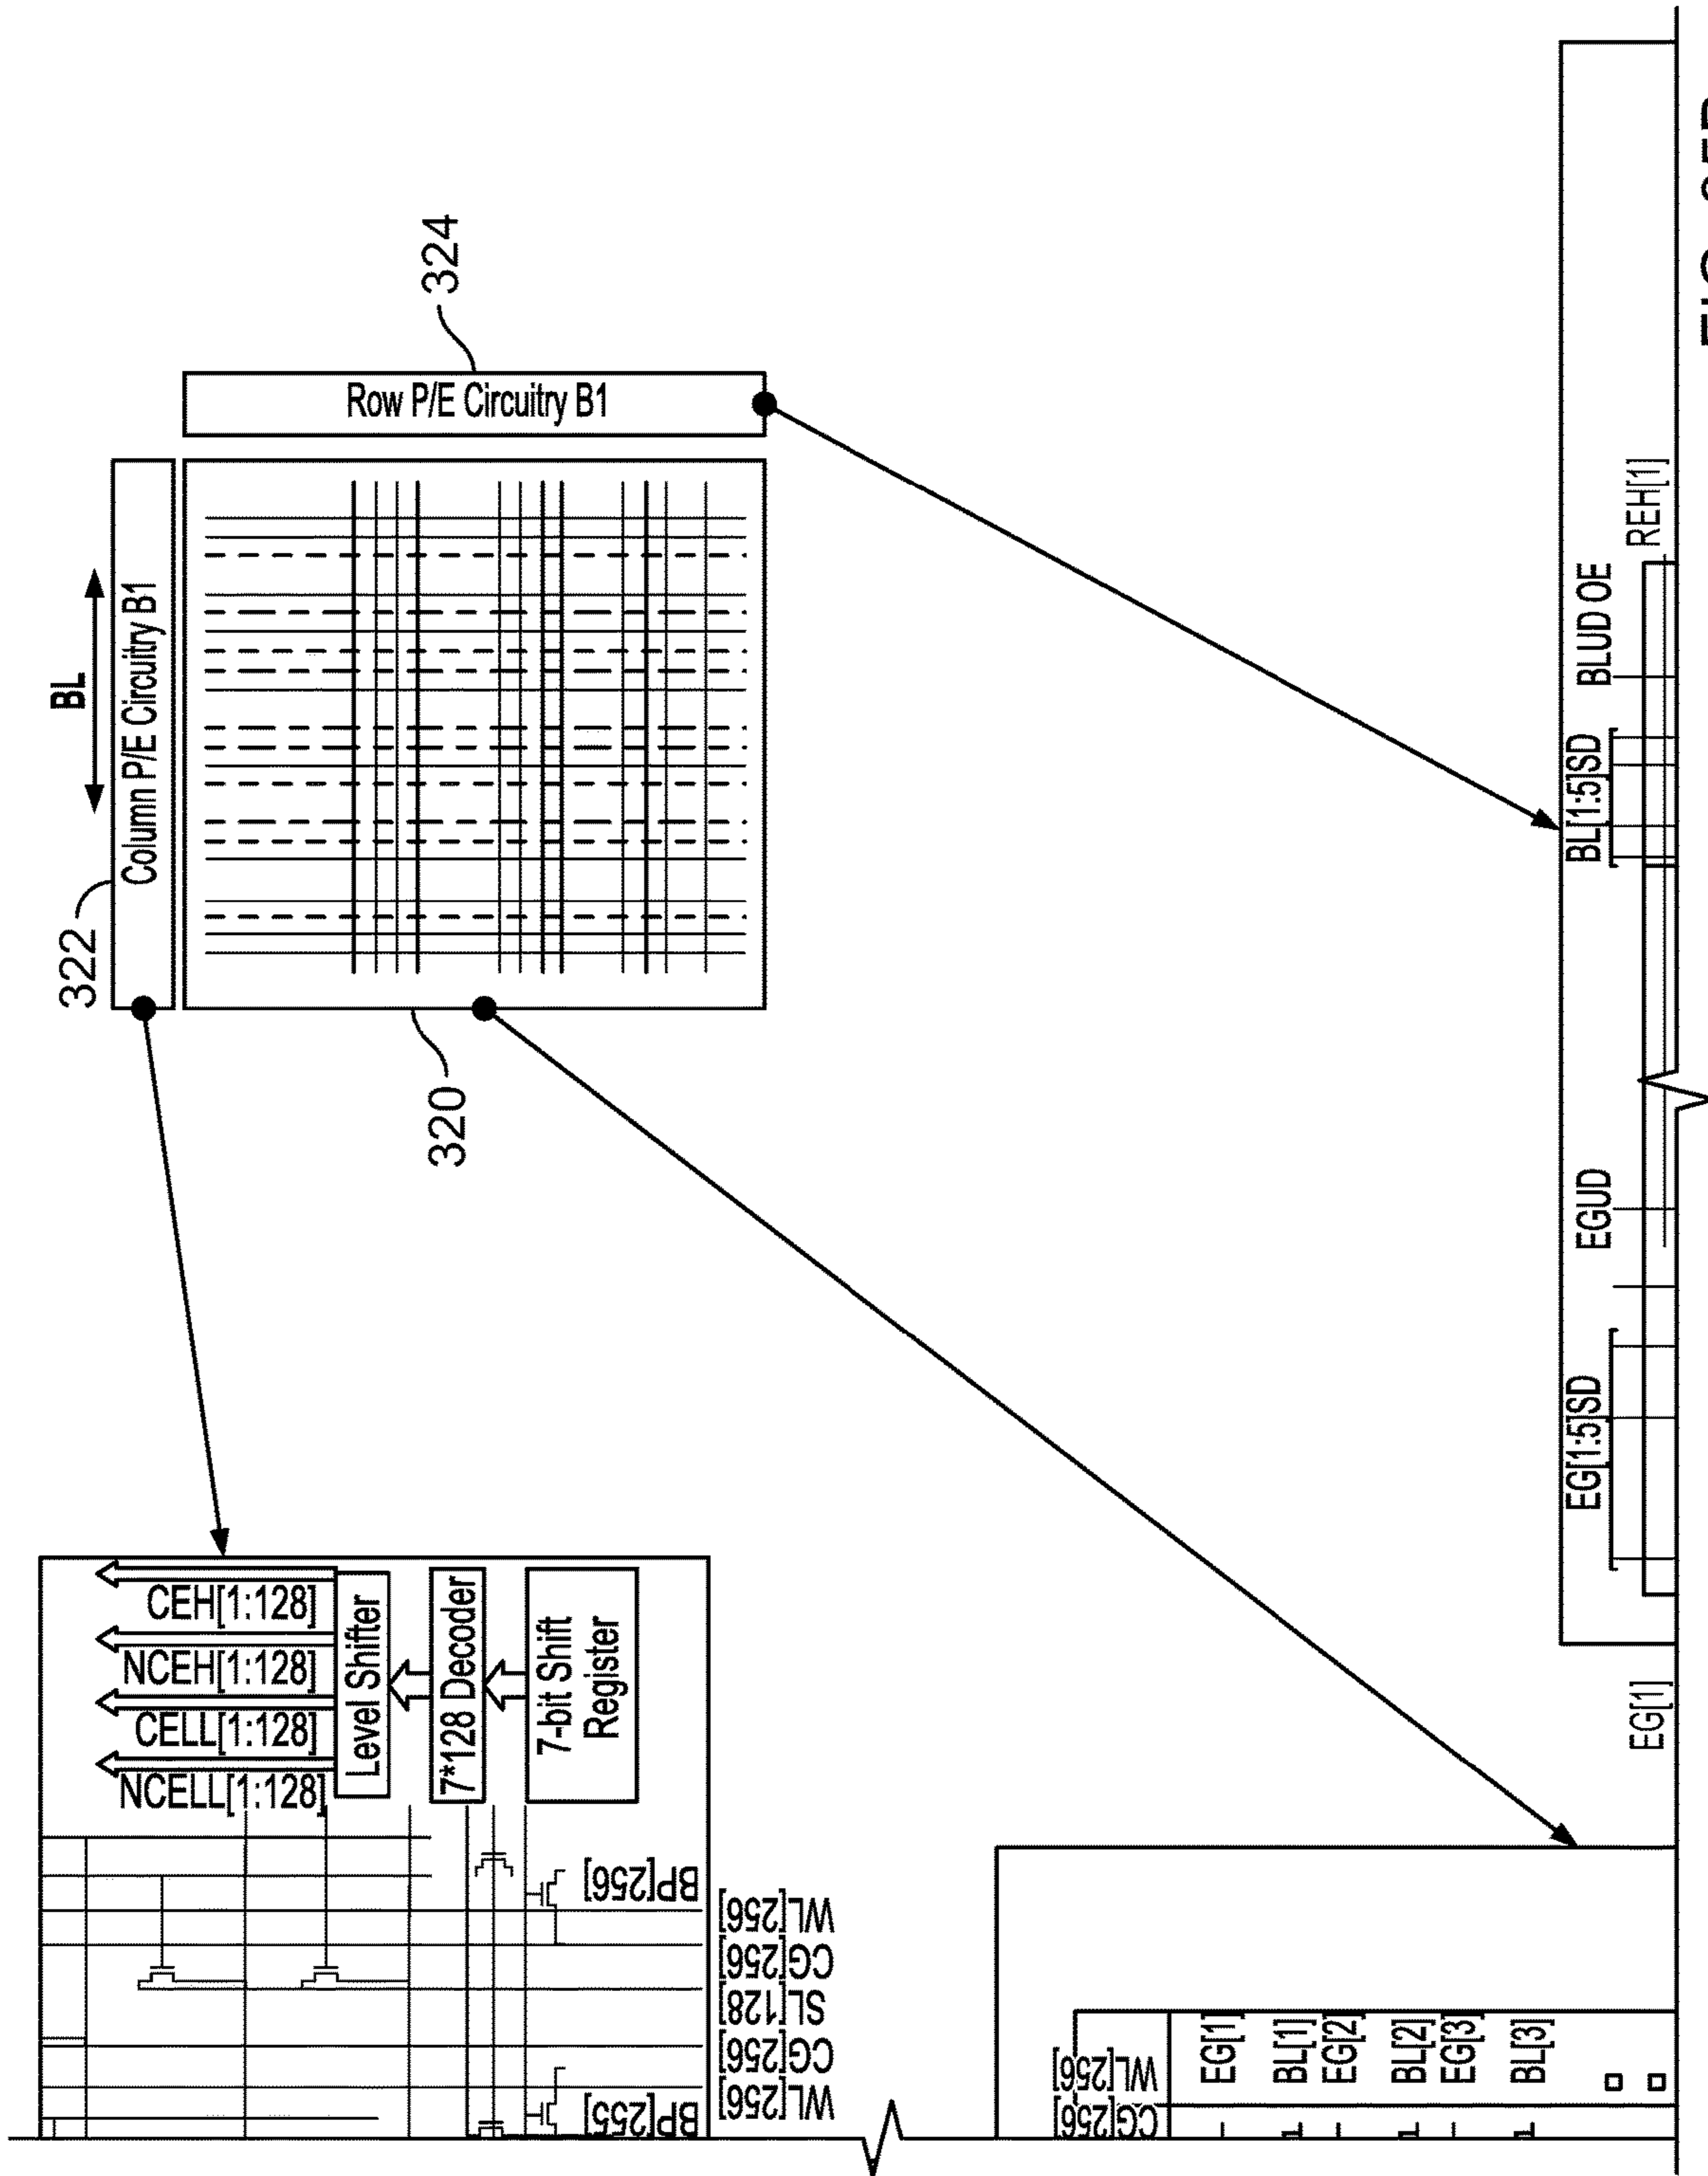 BL
322
Column P/E Circuitry B1
Row P/E Circuitry B1
324
320
CEH[1:128]
NCEH[1:128]
CELL[1:128]
NCELL[1:128]
Level Shifter
7*128 Decoder
7-bit Shift
Register
BP[256]
BP[255]
WL[256]
CG[256]
SL[128]
CG[256]
WL[256]
WL[256]
CG[256]
EG[1]
BL[1]
EG[2]
BL[2]
EG[3]
BL[3]
EG[1]
EG[1:5]SD
EGUD
BL[1:5]SD
BLUD OE
REH[1]